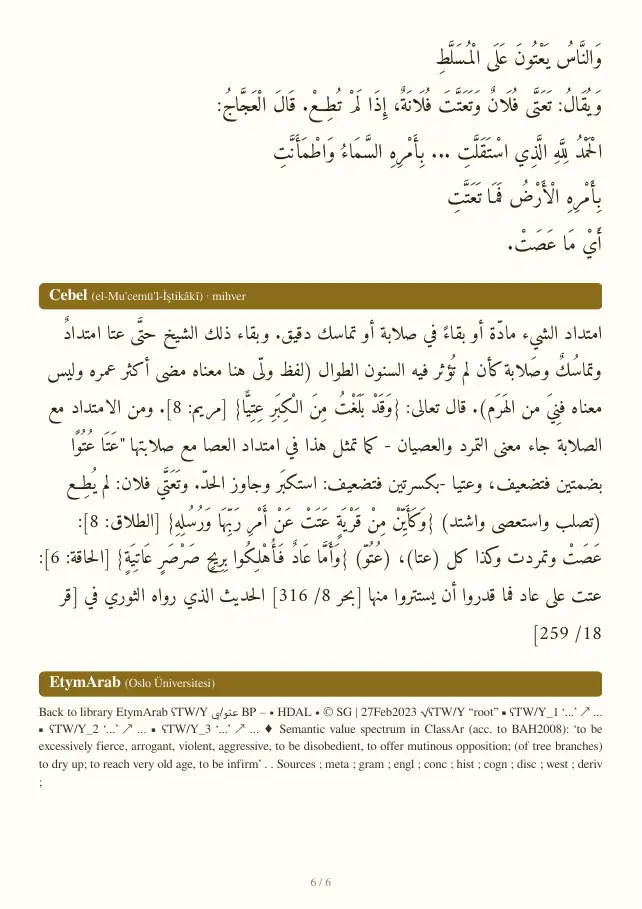 وَالنَّاسُ يَعْتُونَ عَلَى الْمُسَلَّطِ
وَيُقَالُ: تَعَتَّى فُلَانٌ وَتَعَتَّتَ فُلَانَةٌ، إِذَا لَمْ تُطِعْ. قَالَ الْعَجَّاجُ:
الْحَمْدُ لِلَّهِ الَّذِي اسْتَقَلَّتِ ... بِأَمْرِهِ السَّمَاءُ وَاطْمَأَنَّتِ
بِأَمْرِهِ الْأَرْضُ فَمَا تَعَتَّتِ
أَيْ مَا عَصَتْ.
Cebel (el-Mu'cemü'l-İştikâkî) · mihver
امتداد الشيء مادّة أو بقاءً في صلابة أو تماسك دقيق. وبقاء ذلك الشيخ حتَّى عتا امتدادٌ
وتماسُكٌ وصَلابة كأن لم تُؤثر فيه السنون الطوال (لفظ ولّى هنا معناه مضى أكثر عمره وليس
معناه فنِيَ من الهَرَم). قال تعالى: {وَقَدْ بَلَغْتُ مِنَ الْكِبَرِ عِتِيًّا} [مريم: 8]. ومن الامتداد مع
الصلابة جاء معنى التمرد والعصيان - كما تمثل هذا في امتداد العصا مع صلابتها "عَتَا عُتُوًا
بضمتين فتضعيف، وعتيا -بكسرتين فتضعيف: استكبَر وجاوز الحدّ. وتَعَتَّي فلان: لم يُطِع
(تصلب واستعصى واشتد) {وَكَأَيِّنْ مِنْ قَرْيَةٍ عَتَتْ عَنْ أَمْرِ رَبِّهَا وَرُسُلِهِ} [الطلاق: 8]:
عَصَتْ وتمردت وكذا كل (عتا)، (عُتُوّ) {وَأَمَّا عَادٌ فَأُهْلِكُوا بِرِيحٍ صَرْصَرٍ عَاتِيَةٍ} [الحاقة: 6]:
عتت على عاد فما قدروا أن يستتروا منها [بحر 8/ 316] الحديث الذي رواه الثوري في [قر
18/ 259]
EtymArab (Oslo Üniversitesi)
Back to library EtymArab ʕTW/Y عتو/ي BP – • HDAL • © SG | 27Feb2023 √ʕTW/Y “root” ▪ ʕTW/Y_1 ‘...’ ↗ ...
▪ ʕTW/Y_2 ‘...’ ↗ ... ▪ ʕTW/Y_3 ‘...’ ↗ ... ♦ Semantic value spectrum in ClassAr (acc. to BAH2008): ‘to be
excessively fierce, arrogant, violent, aggressive, to be disobedient, to offer mutinous opposition; (of tree branches)
to dry up; to reach very old age, to be infirm’ . . Sources ; meta ; gram ; engl ; conc ; hist ; cogn ; disc ; west ; deriv
;
6 / 6